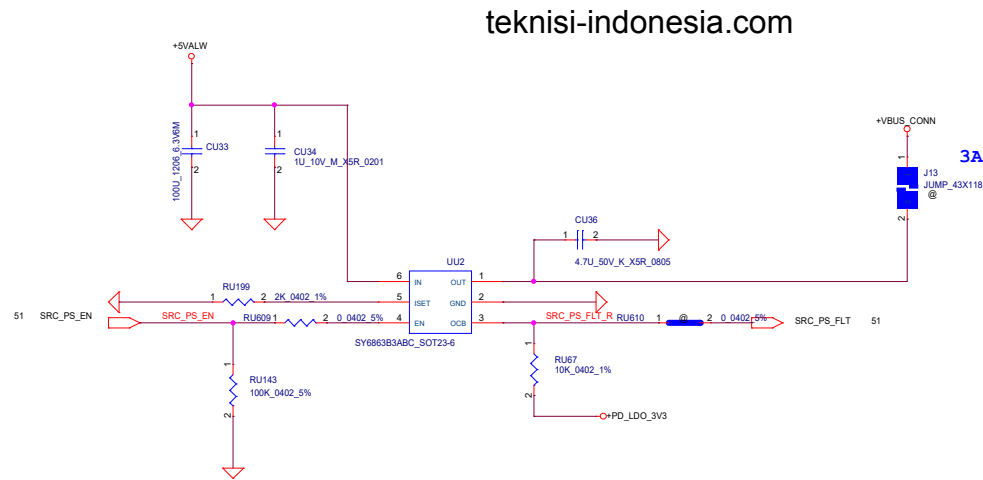 teknisi-indonesia.com
+5VALW
+VBUS_CONN
3A
1
CU33
2
100U_1206_6.3V6M
1
CU34
1U_10V_M_X5R_0201
2
1
J13
JUMP_43X118
@
2
CU36
1 2
4.7U_50V_K_X5R_0805
UU2
6 IN OUT 1
5 ISET GND 2
4 EN OCB 3
SY6863B3ABC_SOT23-6
RU199
1 2 2K_0402_1%
51 SRC_PS_EN SRC_PS_EN RU609 1 2 0_0402_5%
SRC_PS_FLT_R RU610 1 @ 2 0_0402_5% SRC_PS_FLT 51
1
RU143
100K_0402_5%
2
1
RU67
10K_0402_1%
2
+PD_LDO_3V3